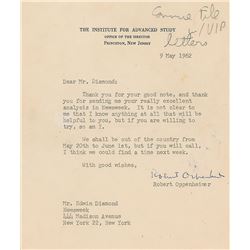 THE INSTITUTE FOR ADVANCED STUDY
OFFICE OF THE DIRECTOR
PRINCETON, NEW JERSEY
File
/VIP
letters
9 May 1962
Dear Mr. Diamond:
Thank you for your good note, and thank
you for sending me your really excellent
analysis in Newsweek. It is not clear to
me that I know anything at all that will be
helpful to you, but if you are willing to
try, so am I.
We shall be out of the country from
May 20th to June 1st, but if you will call,
I think we could find a time next week.
With good wishes,
Robert Oppenheimer
Robert Oppenheimer
Mr. Edwin Diamond
Newsweek
444 Madison Avenue
New York 22, New York